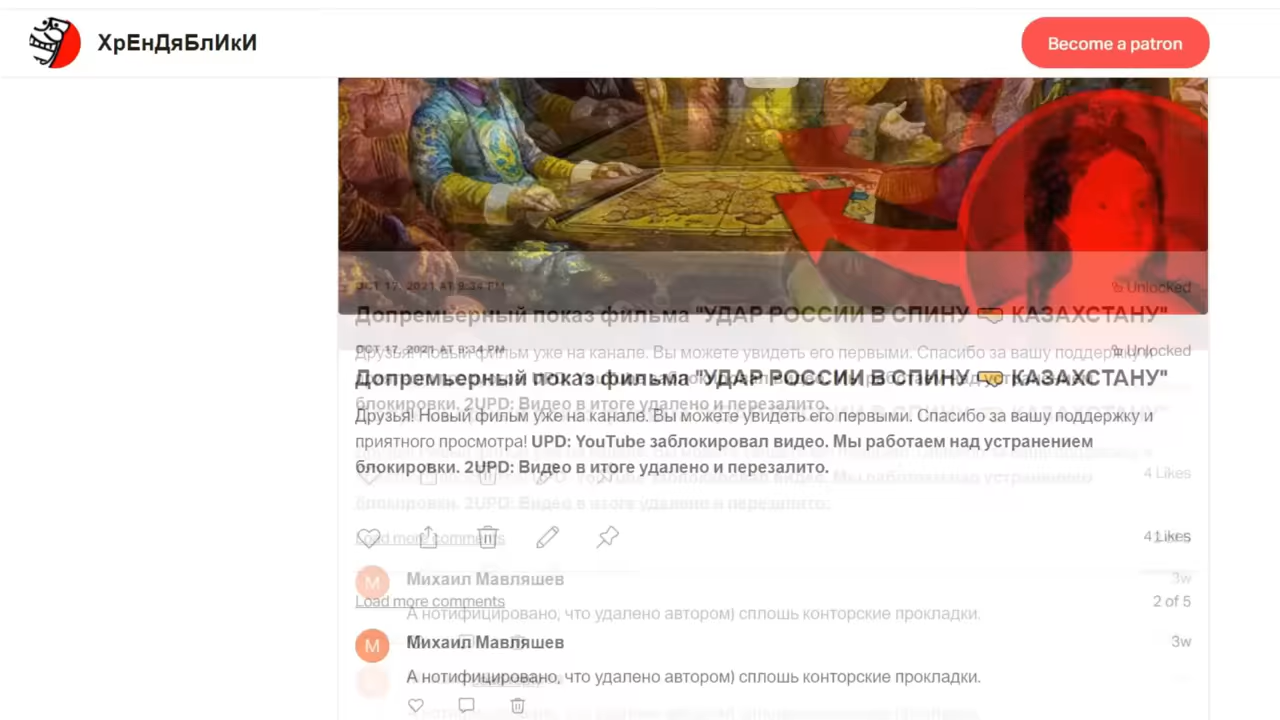 ХрЕнДяБлИкИ
Become a patron
OCT 17, 2021 AT 9:34 PM
Unlocked
Допремьерный показ фильма "УДАР РОССИИ В СПИНУ 🤝 КАЗАХСТАНУ"
Друзья! Новый фильм уже на канале. Вы можете увидеть его первыми. Спасибо за вашу поддержку и
приятного просмотра! UPD: YouTube заблокировал видео. Мы работаем над устранением
блокировки. 2UPD: Видео в итоге удалено и перезалито.
4 Likes
Load more comments
2 of 5
М
Михаил Мавляшев
3w
А нотифицировано, что удалено автором) сплошь конторские прокладки.